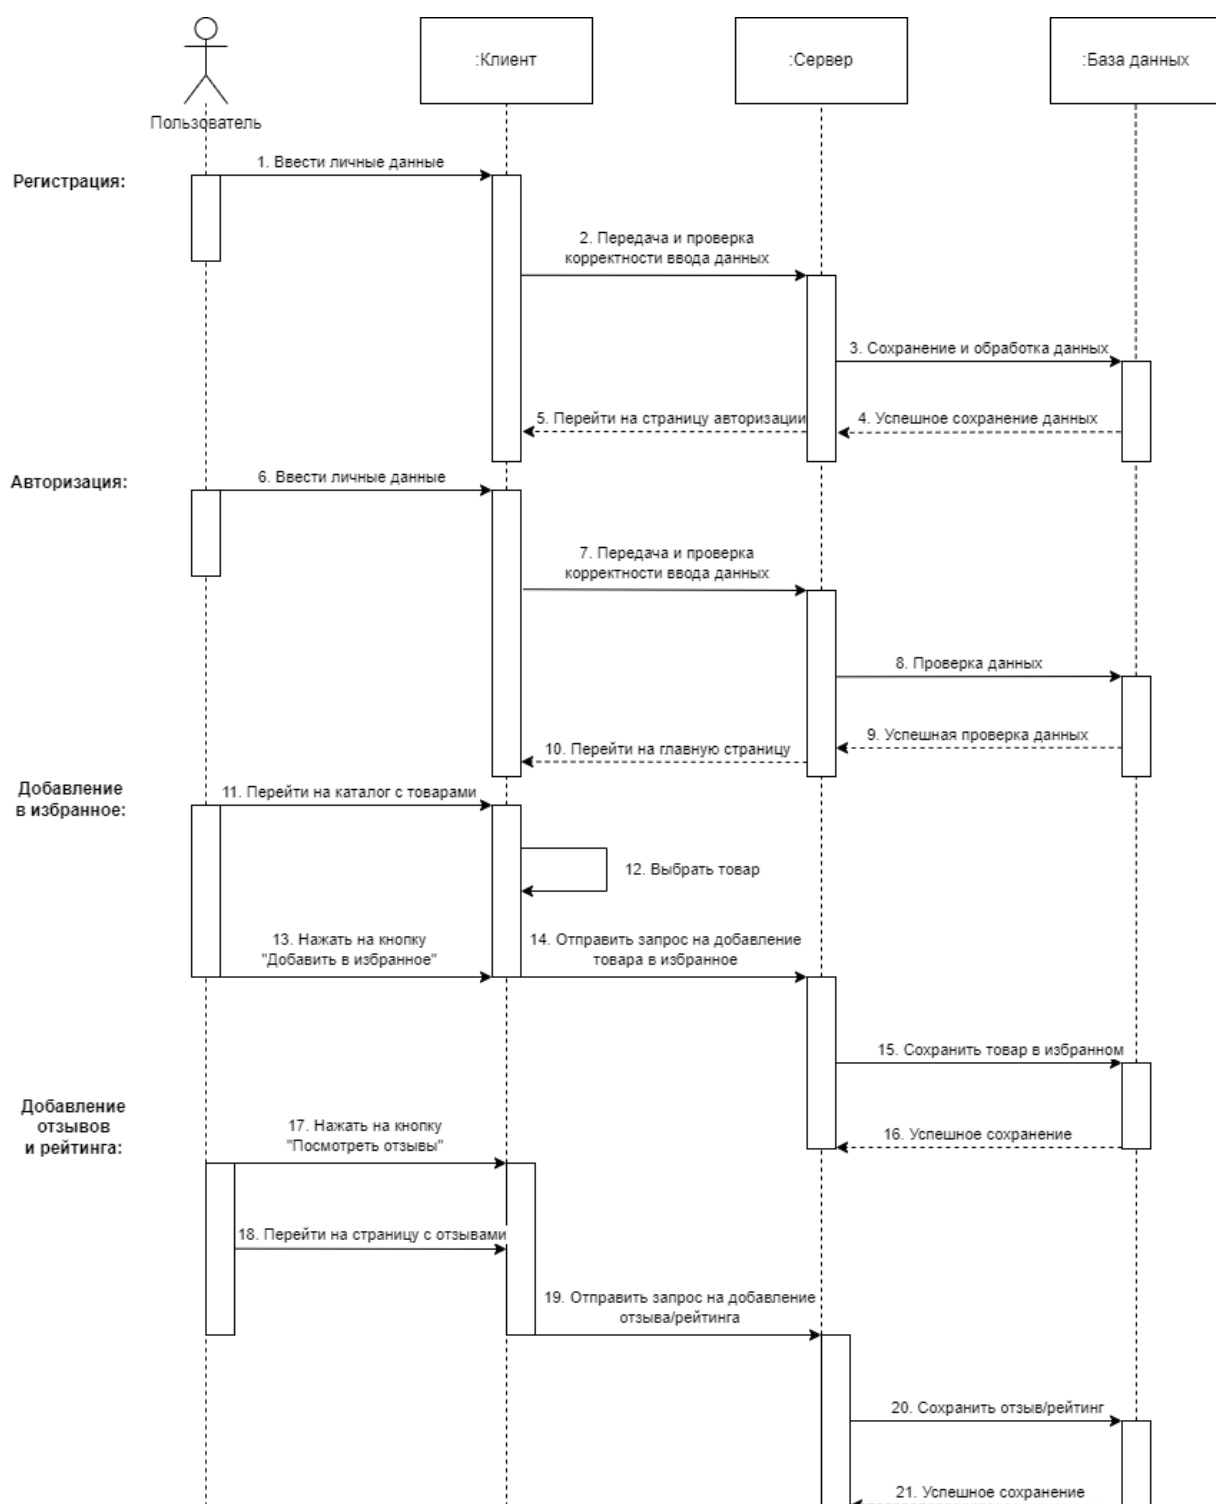 :Клиент
:Сервер
:База данных
Пользователь
Регистрация:
1. Ввести личные данные
2. Передача и проверка
корректности ввода данных
3. Сохранение и обработка данных
4. Успешное сохранение данных
5. Перейти на страницу авторизации
Авторизация:
6. Ввести личные данные
7. Передача и проверка
корректности ввода данных
8. Проверка данных
9. Успешная проверка данных
10. Перейти на главную страницу
Добавление
в избранное:
11. Перейти на каталог с товарами
12. Выбрать товар
13. Нажать на кнопку
"Добавить в избранное"
14. Отправить запрос на добавление
товара в избранное
15. Сохранить товар в избранном
16. Успешное сохранение
Добавление
отзывов
и рейтинга:
17. Нажать на кнопку
"Посмотреть отзывы"
18. Перейти на страницу с отзывами
19. Отправить запрос на добавление
отзыва/рейтинга
20. Сохранить отзыв/рейтинг
21. Успешное сохранение